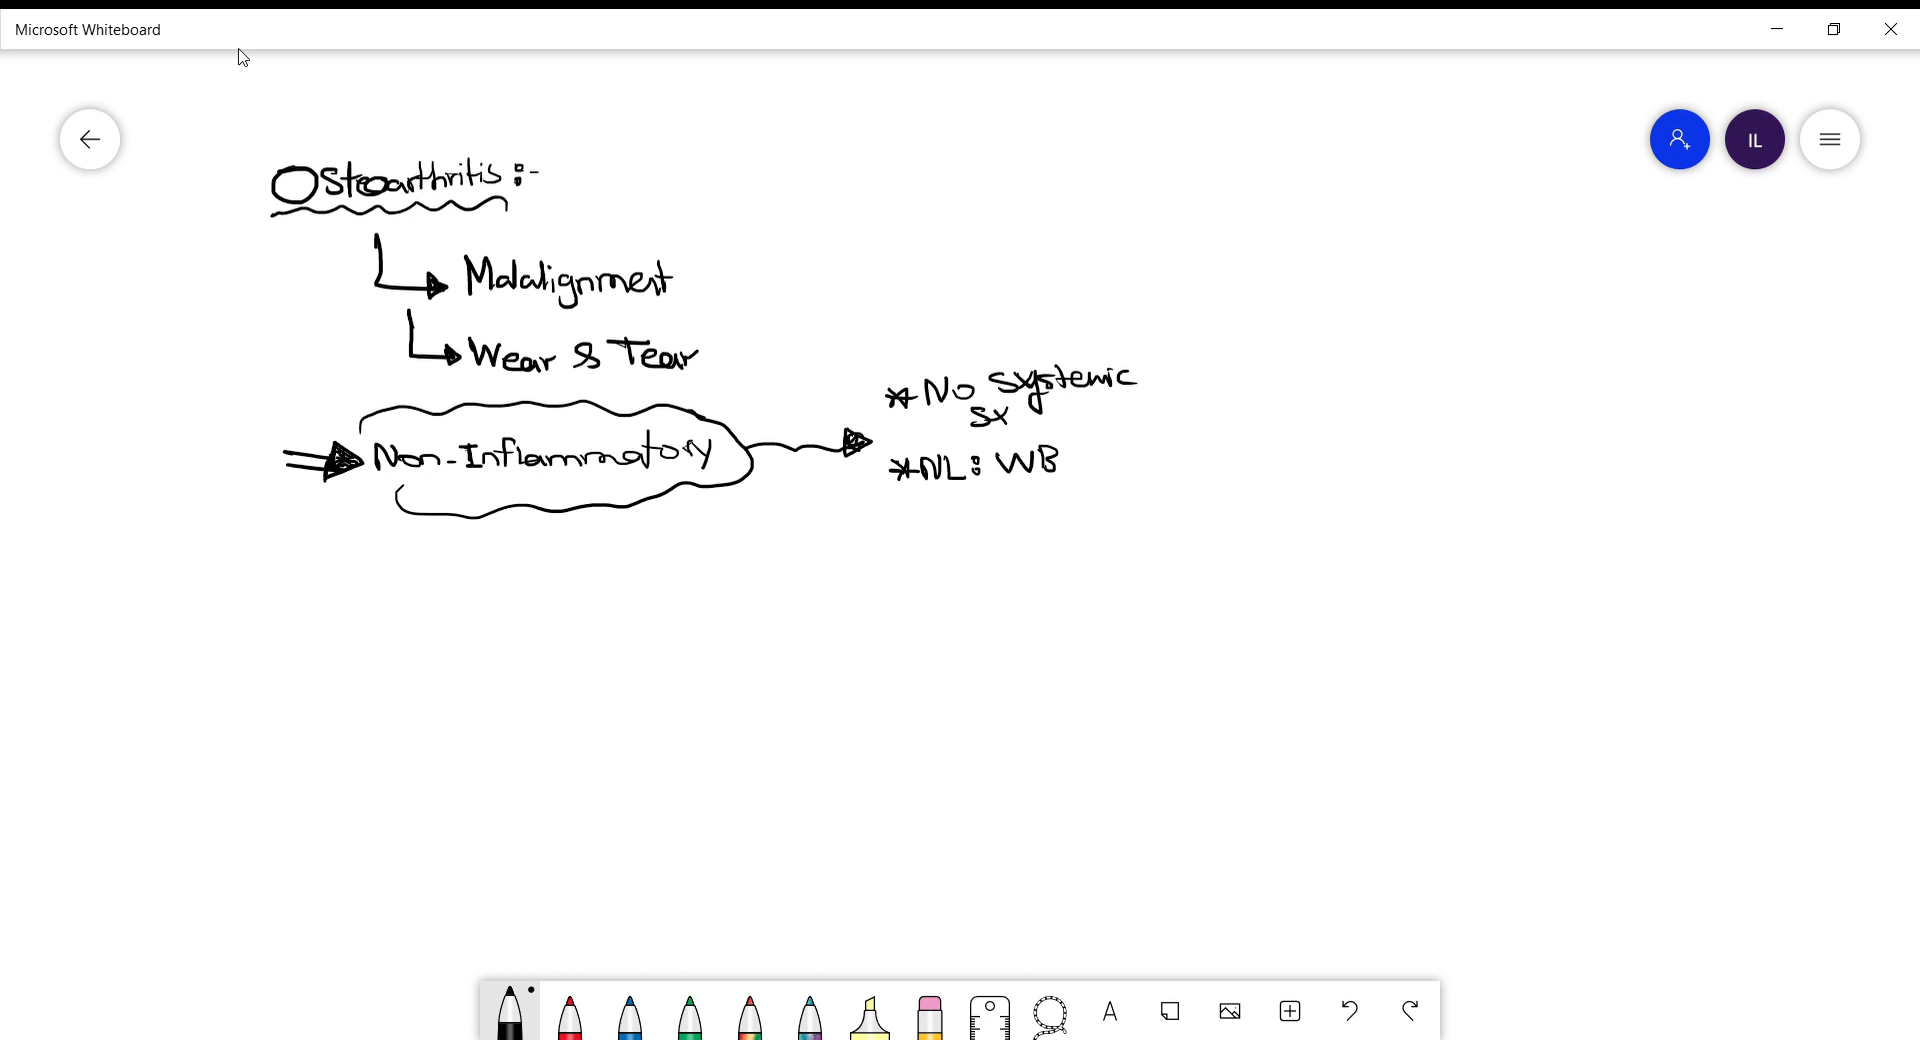 Microsoft Whiteboard
IL
Osteoarthritis :-
Malalignment
Wear & Tear
Non-Inflammatory
*No systemic
sx
*NL: WB
A